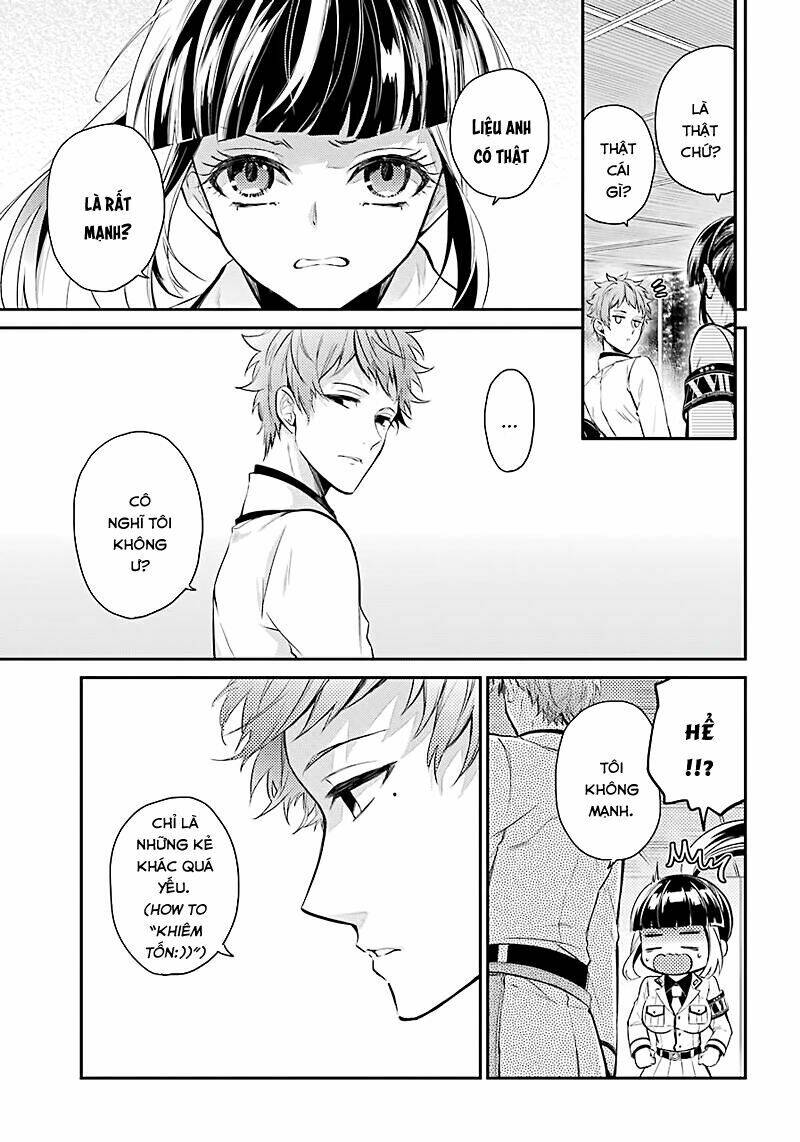 LÀ
THẬT
CHỨ?
THẬT
CÁI
GÌ?
XVII
LIỆU ANH
CÓ THẬT
LÀ RẤT
MẠNH?
...
CÔ
NGHĨ TÔI
KHÔNG
Ư?
HỂ
!!?
TÔI
KHÔNG
MẠNH.
CHỈ LÀ
NHỮNG KẺ
KHÁC QUÁ
YẾU.
(HOW TO
“KHIÊM
TỐN:))”)